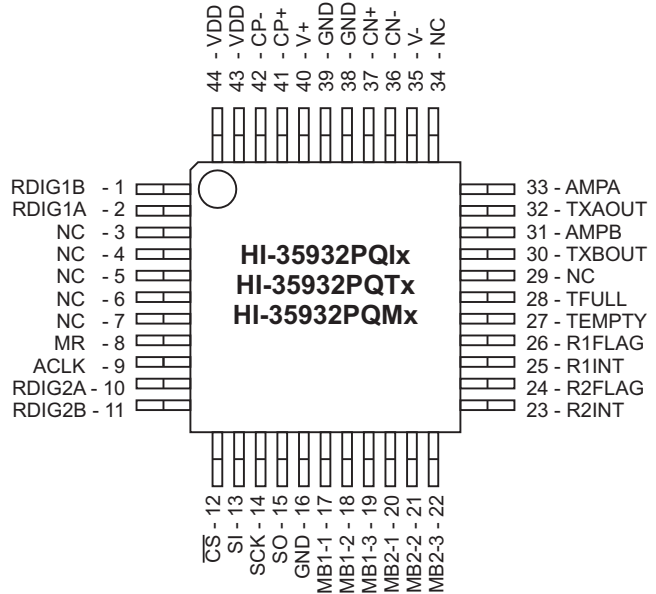 44 - VDD
43 - VDD
42 - CP-
41 - CP+
40 - V+
39 - GND
38 - GND
37 - CN+
36 - CN-
35 - V-
34 - NC
RDIG1B - 1
RDIG1A - 2
NC - 3
NC - 4
NC - 5
NC - 6
NC - 7
MR - 8
ACLK - 9
RDIG2A - 10
RDIG2B - 11
HI-35932PQIx
HI-35932PQTx
HI-35932PQMx
33 - AMPA
32 - TXAOUT
31 - AMPB
30 - TXBOUT
29 - NC
28 - TFULL
27 - TEMPTY
26 - R1FLAG
25 - R1INT
24 - R2FLAG
23 - R2INT
C̅S̅ - 12
SI - 13
SCK - 14
SO - 15
GND - 16
MB1-1 - 17
MB1-2 - 18
MB1-3 - 19
MB2-1 - 20
MB2-2 - 21
MB2-3 - 22